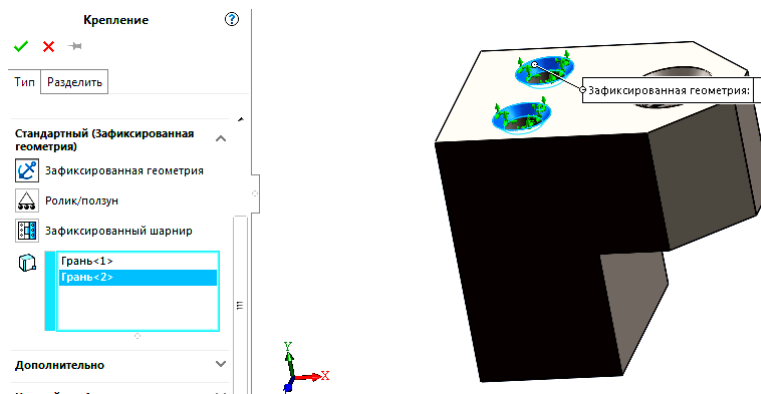 Крепление
Тип
Разделить
Стандартный (Зафиксированная
геометрия)
Зафиксированная геометрия
Ролик/ползун
Зафиксированный шарнир
Грань<1>
Грань<2>
Дополнительно
Зафиксированная геометрия:
Y
X